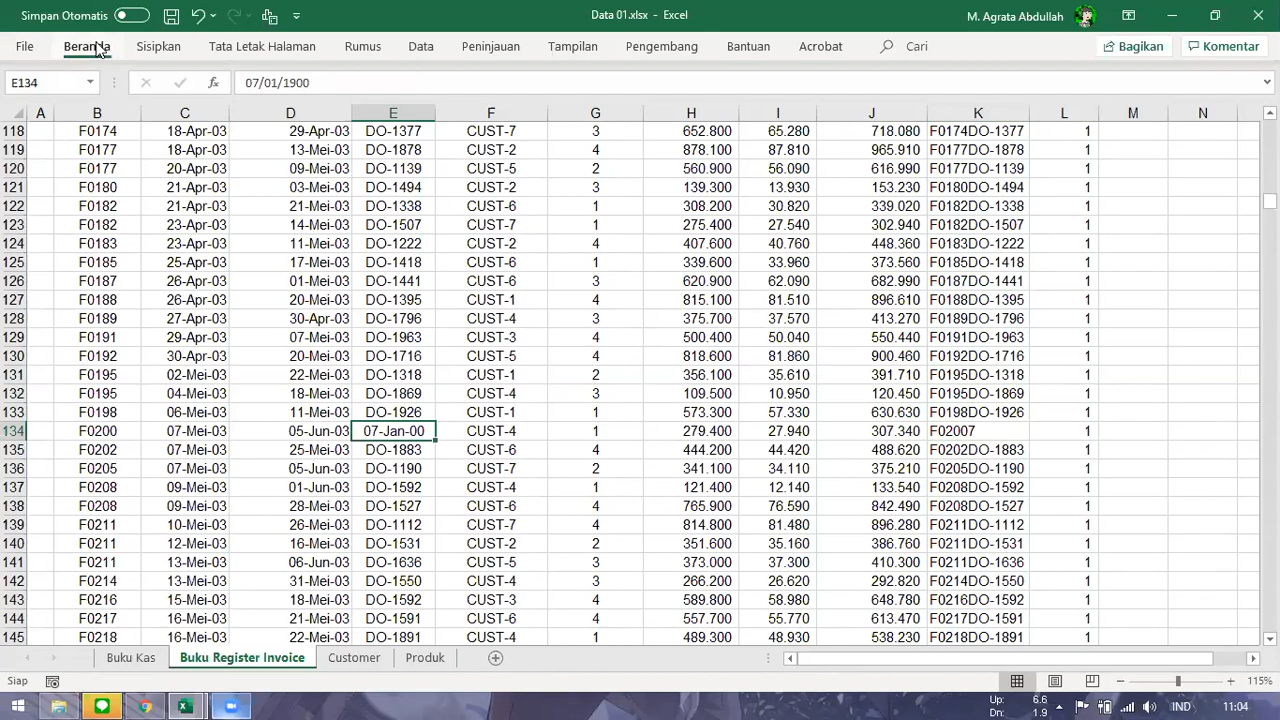 Simpan Otomatis Data 01.xlsx - Excel M. Agrata Abdullah
File Beranda Sisipkan Tata Letak Halaman Rumus Data Peninjauan Tampilan Pengembang Bantuan Acrobat Cari Bagikan Komentar
E134 fx 07/01/1900
A B C D E F G H I J K L M N
118 F0174 18-Apr-03 29-Apr-03 DO-1377 CUST-7 3 652.800 65.280 718.080 F0174DO-1377 1
119 F0177 18-Apr-03 13-Mei-03 DO-1878 CUST-2 4 878.100 87.810 965.910 F0177DO-1878 1
120 F0177 20-Apr-03 09-Mei-03 DO-1139 CUST-5 2 560.900 56.090 616.990 F0177DO-1139 1
121 F0180 21-Apr-03 03-Mei-03 DO-1494 CUST-2 3 139.300 13.930 153.230 F0180DO-1494 1
122 F0182 21-Apr-03 21-Mei-03 DO-1338 CUST-6 1 308.200 30.820 339.020 F0182DO-1338 1
123 F0182 23-Apr-03 14-Mei-03 DO-1507 CUST-7 1 275.400 27.540 302.940 F0182DO-1507 1
124 F0183 23-Apr-03 11-Mei-03 DO-1222 CUST-2 4 407.600 40.760 448.360 F0183DO-1222 1
125 F0185 25-Apr-03 17-Mei-03 DO-1418 CUST-6 1 339.600 33.960 373.560 F0185DO-1418 1
126 F0187 26-Apr-03 01-Mei-03 DO-1441 CUST-6 3 620.900 62.090 682.990 F0187DO-1441 1
127 F0188 26-Apr-03 20-Mei-03 DO-1395 CUST-1 4 815.100 81.510 896.610 F0188DO-1395 1
128 F0189 27-Apr-03 30-Apr-03 DO-1796 CUST-4 3 375.700 37.570 413.270 F0189DO-1796 1
129 F0191 29-Apr-03 07-Mei-03 DO-1963 CUST-3 4 500.400 50.040 550.440 F0191DO-1963 1
130 F0192 30-Apr-03 20-Mei-03 DO-1716 CUST-5 4 818.600 81.860 900.460 F0192DO-1716 1
131 F0195 02-Mei-03 22-Mei-03 DO-1318 CUST-1 2 356.100 35.610 391.710 F0195DO-1318 1
132 F0195 04-Mei-03 18-Mei-03 DO-1869 CUST-4 3 109.500 10.950 120.450 F0195DO-1869 1
133 F0198 06-Mei-03 11-Mei-03 DO-1926 CUST-1 1 573.300 57.330 630.630 F0198DO-1926 1
134 F0200 07-Mei-03 05-Jun-03 07-Jan-00 CUST-4 1 279.400 27.940 307.340 F02007 1
135 F0202 07-Mei-03 25-Mei-03 DO-1883 CUST-6 4 444.200 44.420 488.620 F0202DO-1883 1
136 F0205 07-Mei-03 05-Jun-03 DO-1190 CUST-7 2 341.100 34.110 375.210 F0205DO-1190 1
137 F0208 09-Mei-03 01-Jun-03 DO-1592 CUST-4 1 121.400 12.140 133.540 F0208DO-1592 1
138 F0208 09-Mei-03 28-Mei-03 DO-1527 CUST-6 4 765.900 76.590 842.490 F0208DO-1527 1
139 F0211 10-Mei-03 26-Mei-03 DO-1112 CUST-7 4 814.800 81.480 896.280 F0211DO-1112 1
140 F0211 12-Mei-03 16-Mei-03 DO-1531 CUST-2 2 351.600 35.160 386.760 F0211DO-1531 1
141 F0211 13-Mei-03 06-Jun-03 DO-1636 CUST-5 3 373.000 37.300 410.300 F0211DO-1636 1
142 F0214 13-Mei-03 31-Mei-03 DO-1550 CUST-4 3 266.200 26.620 292.820 F0214DO-1550 1
143 F0216 15-Mei-03 18-Mei-03 DO-1592 CUST-3 4 589.800 58.980 648.780 F0216DO-1592 1
144 F0217 16-Mei-03 18-Mei-03 DO-1591 CUST-6 4 557.700 55.770 613.470 F0217DO-1591 1
145 F0218 16-Mei-03 22-Mei-03 DO-1891 CUST-4 1 489.300 48.930 538.230 F0218DO-1891 1
Buku Kas Buku Register Invoice Customer Produk
Siap 115%
Up: 6.6
Dn: 1.9
IND 11:04